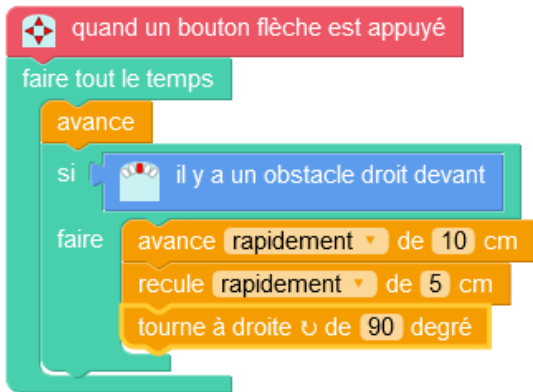 quand un bouton flèche est appuyé
faire tout le temps
avance
si il y a un obstacle droit devant
faire avance rapidement de 10 cm
recule rapidement de 5 cm
tourne à droite ↻ de 90 degré